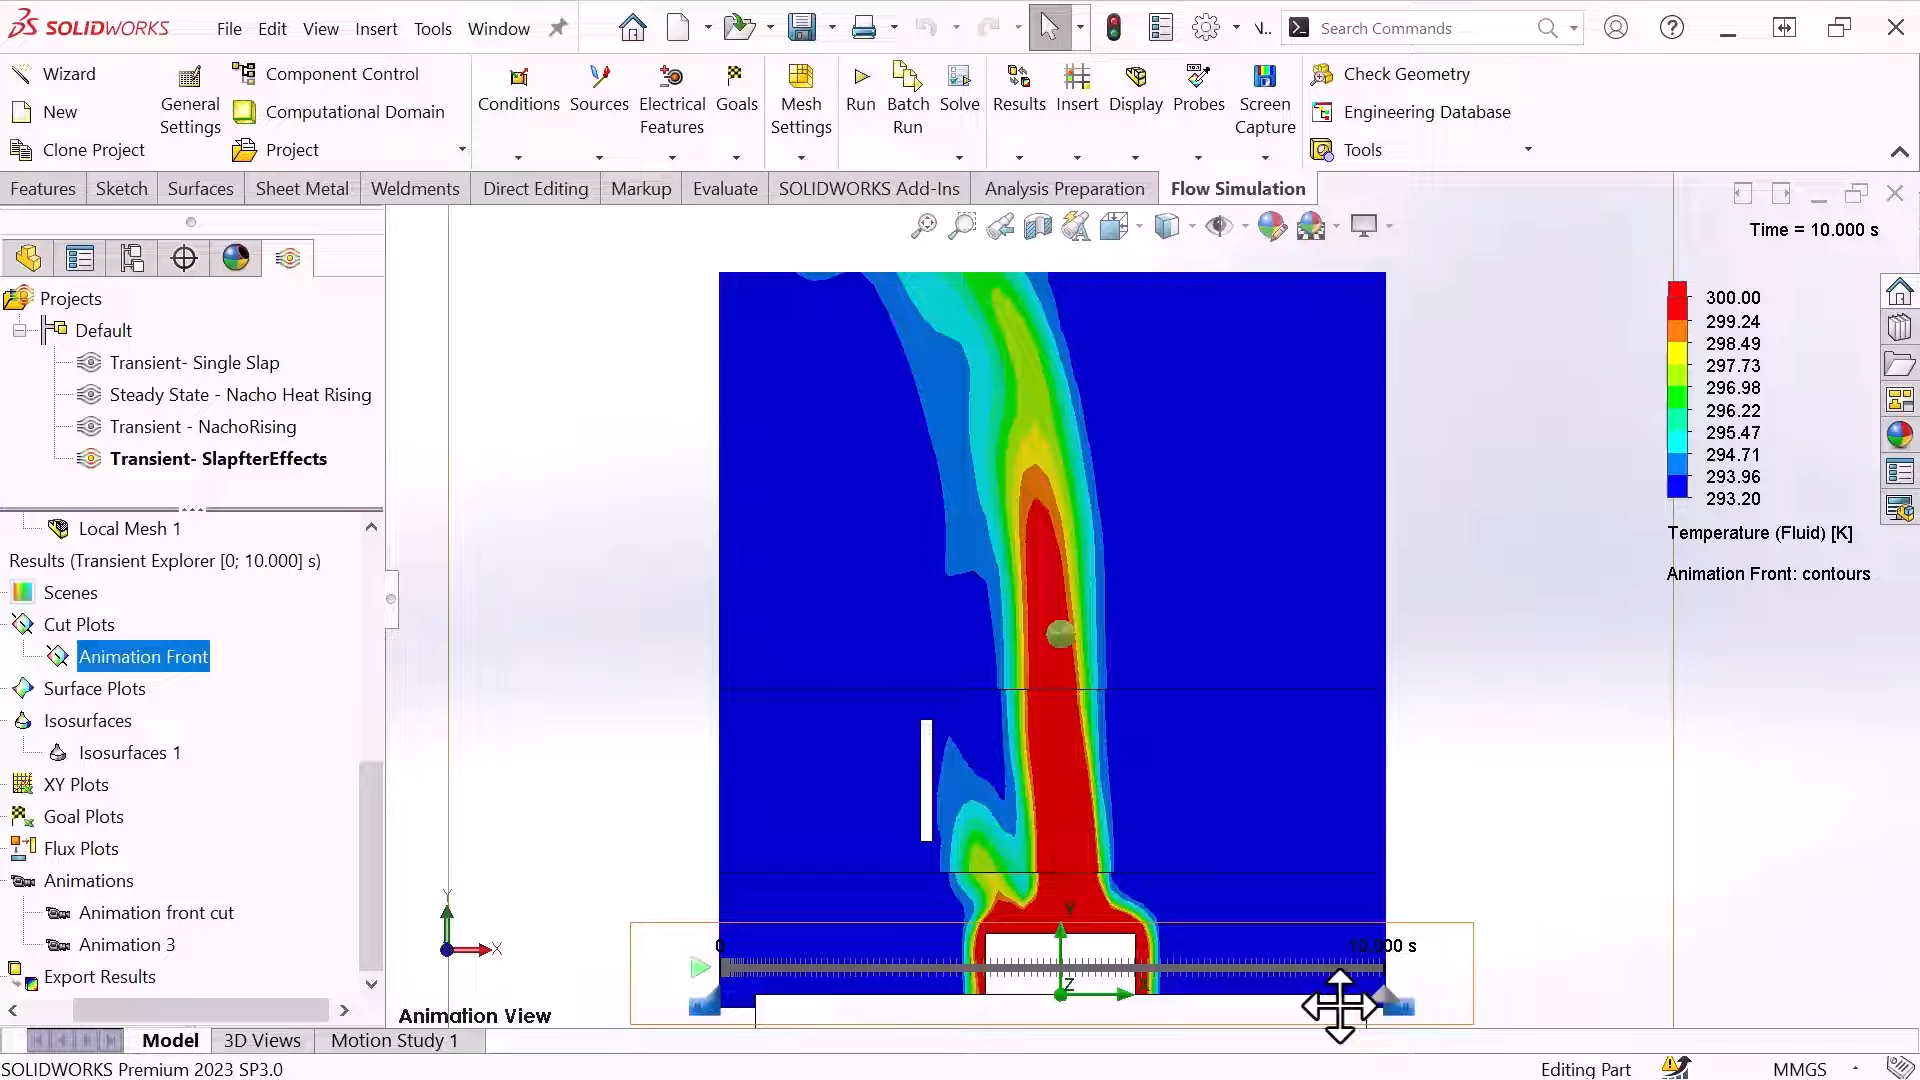 SOLIDWORKS File Edit View Insert Tools Window N.. Search Commands
Wizard
New
Clone Project
General Settings
Component Control
Computational Domain
Project
Conditions
Sources
Electrical Features
Goals
Mesh Settings
Run
Batch Run
Solve
Results
Insert
Display
Probes
Screen Capture
Check Geometry
Engineering Database
Tools
Features Sketch Surfaces Sheet Metal Weldments Direct Editing Markup Evaluate SOLIDWORKS Add-Ins Analysis Preparation Flow Simulation
Projects
Default
Transient- Single Slap
Steady State - Nacho Heat Rising
Transient - NachoRising
Transient- SlapfterEffects
Local Mesh 1
Results (Transient Explorer [0; 10.000] s)
Scenes
Cut Plots
Animation Front
Surface Plots
Isosurfaces
Isosurfaces 1
XY Plots
Goal Plots
Flux Plots
Animations
Animation front cut
Animation 3
Export Results
Time = 10.000 s
300.00
299.24
298.49
297.73
296.98
296.22
295.47
294.71
293.96
293.20
Temperature (Fluid) [K]
Animation Front: contours
Y
X
Y
Z
X
0
10.000 s
Animation View
Model 3D Views Motion Study 1
SOLIDWORKS Premium 2023 SP3.0 Editing Part MMGS